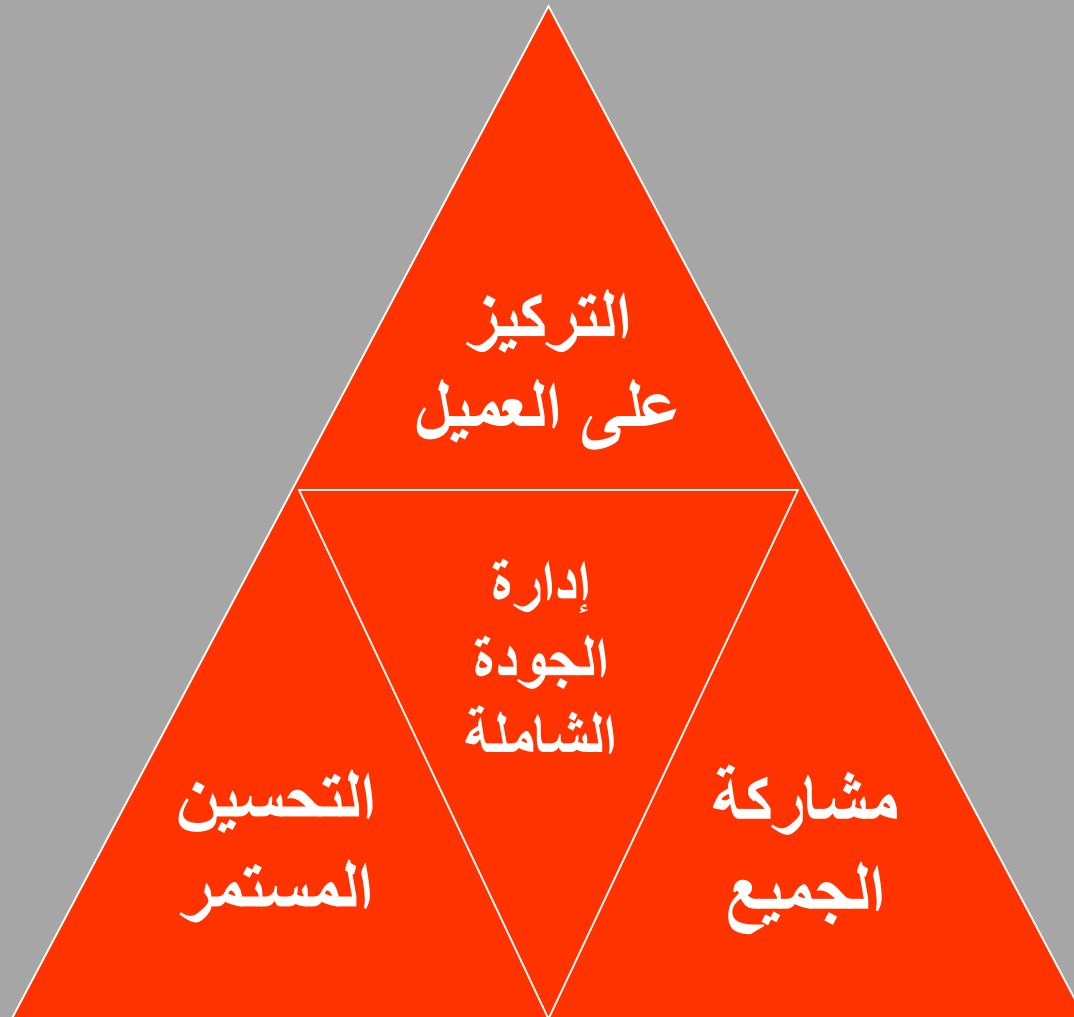 التركيز
على العميل
إدارة
الجودة
الشاملة
مشاركة
الجميع
التحسين
المستمر